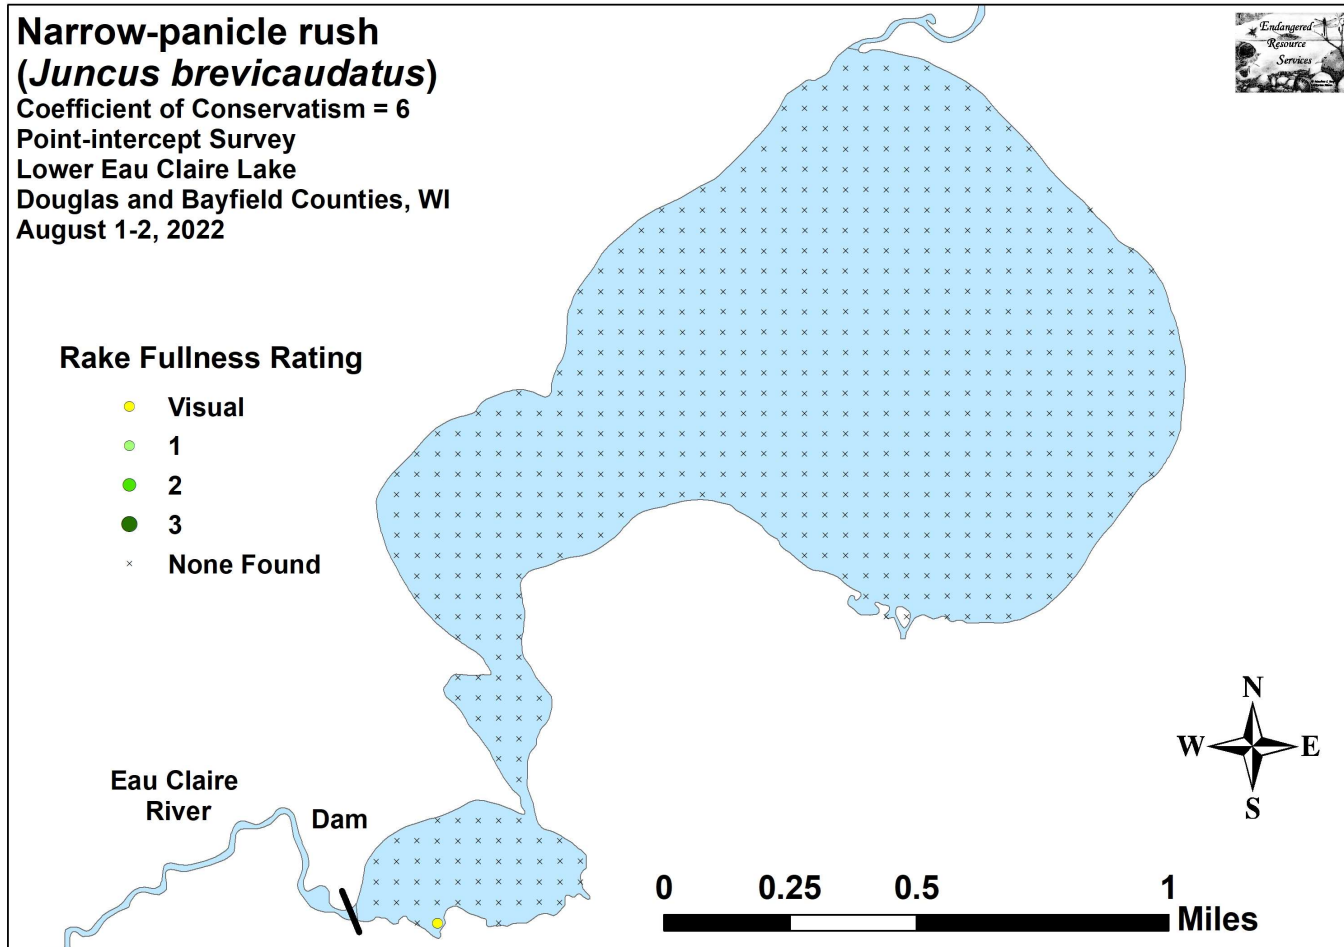 Narrow-panicle rush
(Juncus brevicaudatus)
Coefficient of Conservatism = 6
Point-intercept Survey
Lower Eau Claire Lake
Douglas and Bayfield Counties, WI
August 1-2, 2022
Endangered
Resource
Services
Rake Fullness Rating
Visual
1
2
3
None Found
Eau Claire
River
Dam
N
W
E
S
0 0.25 0.5 1
Miles